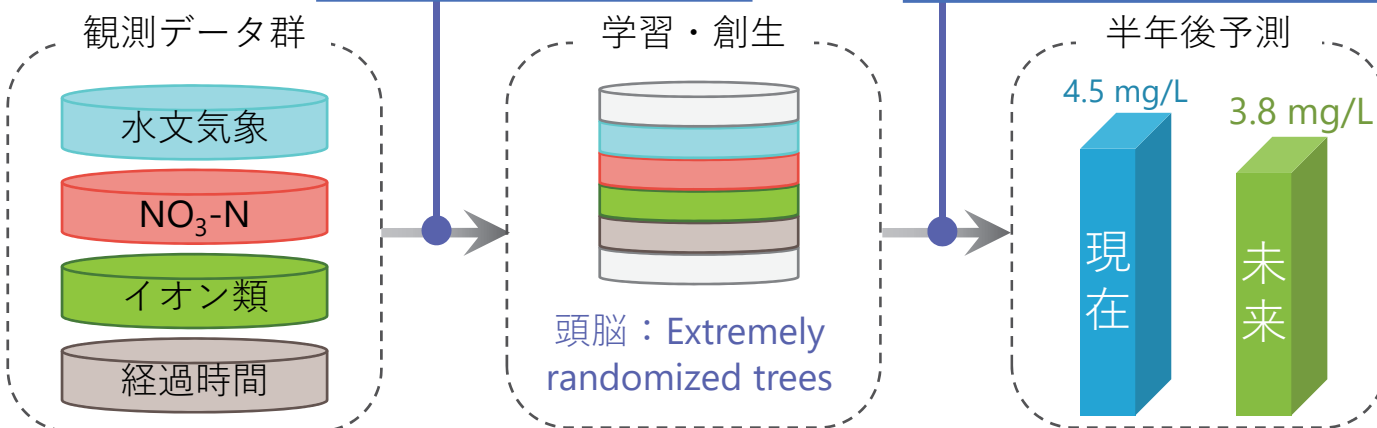 観測データ群
水文気象
NO₃-N
イオン類
経過時間
学習・創生
頭脳：Extremely
randomized trees
半年後予測
4.5 mg/L
3.8 mg/L
現在
未来